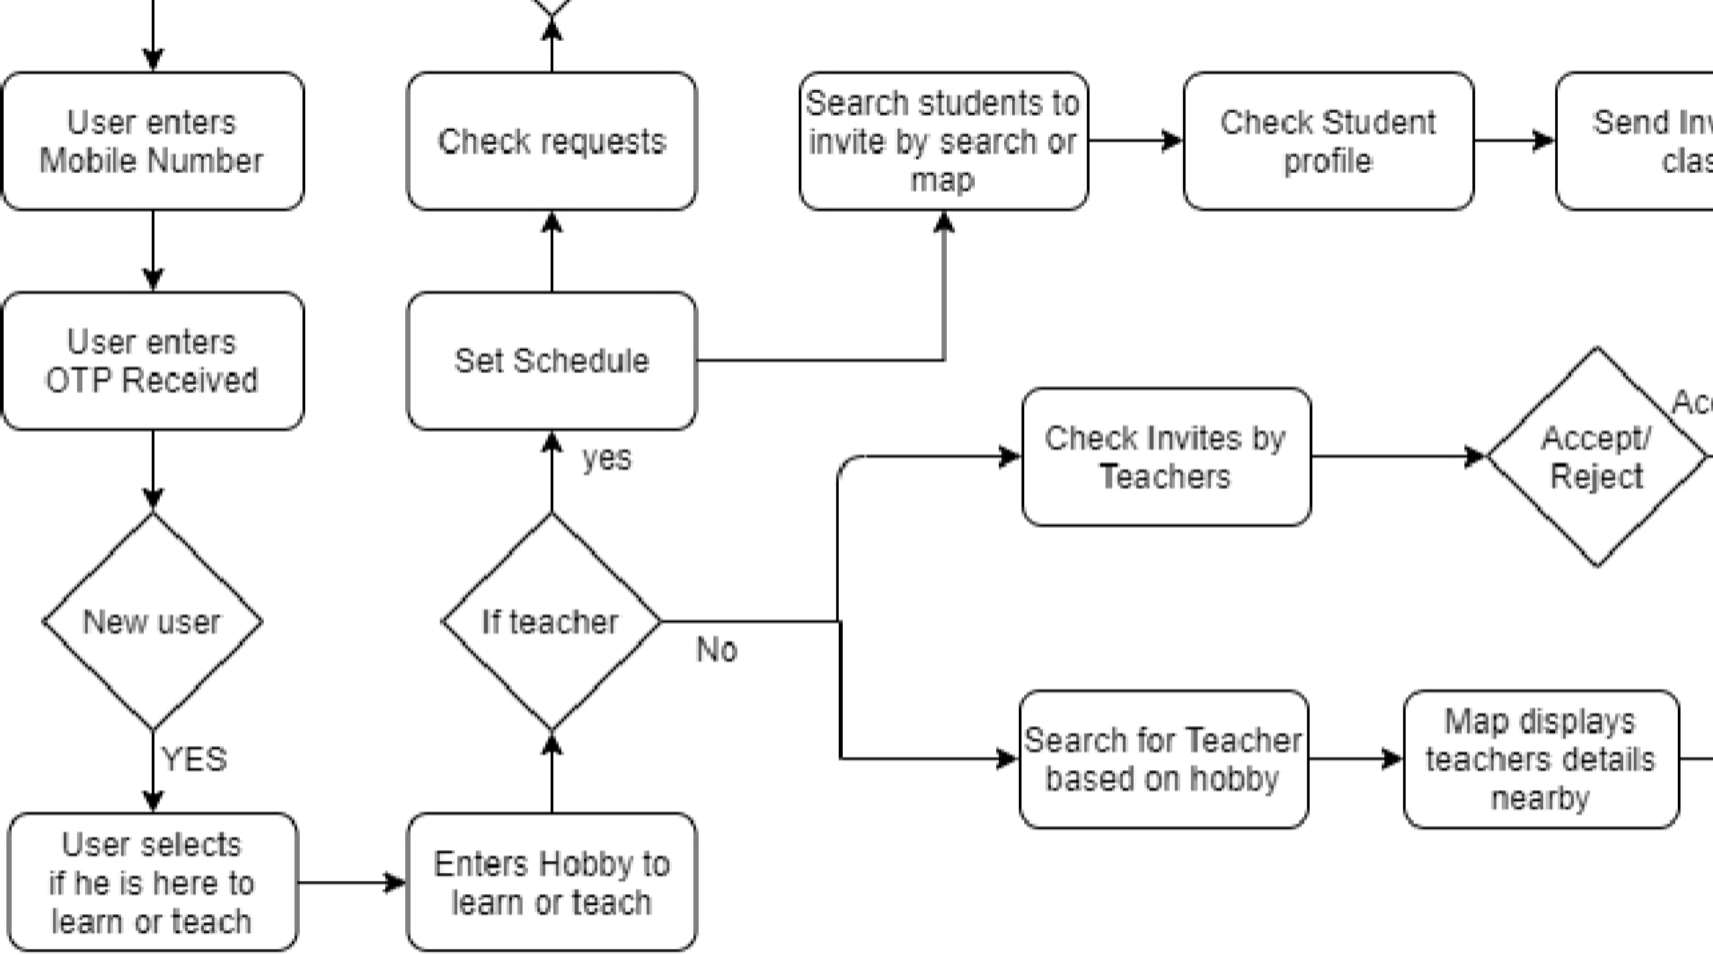 User enters
Mobile Number
Check requests
Search students to
invite by search or
map
Check Student
profile
Send
User enters
OTP Received
Set Schedule
yes
Check Invites by
Teachers
Accept/
Reject
New user
If teacher
No
YES
Search for Teacher
based on hobby
Map displays
teachers details
nearby
User selects
if he is here to
learn or teach
Enters Hobby to
learn or teach